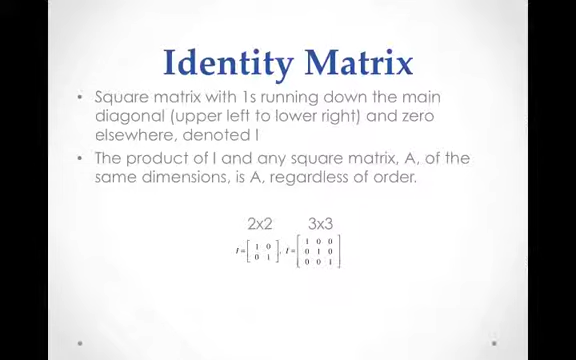 Identity Matrix
• Square matrix with 1s running down the main
diagonal (upper left to lower right) and zero
elsewhere, denoted I
• The product of I and any square matrix, A, of the
same dimensions, is A, regardless of order.
2x2 3x3
I = [1 0
0 1], I = [1 0 0
0 1 0
0 0 1]